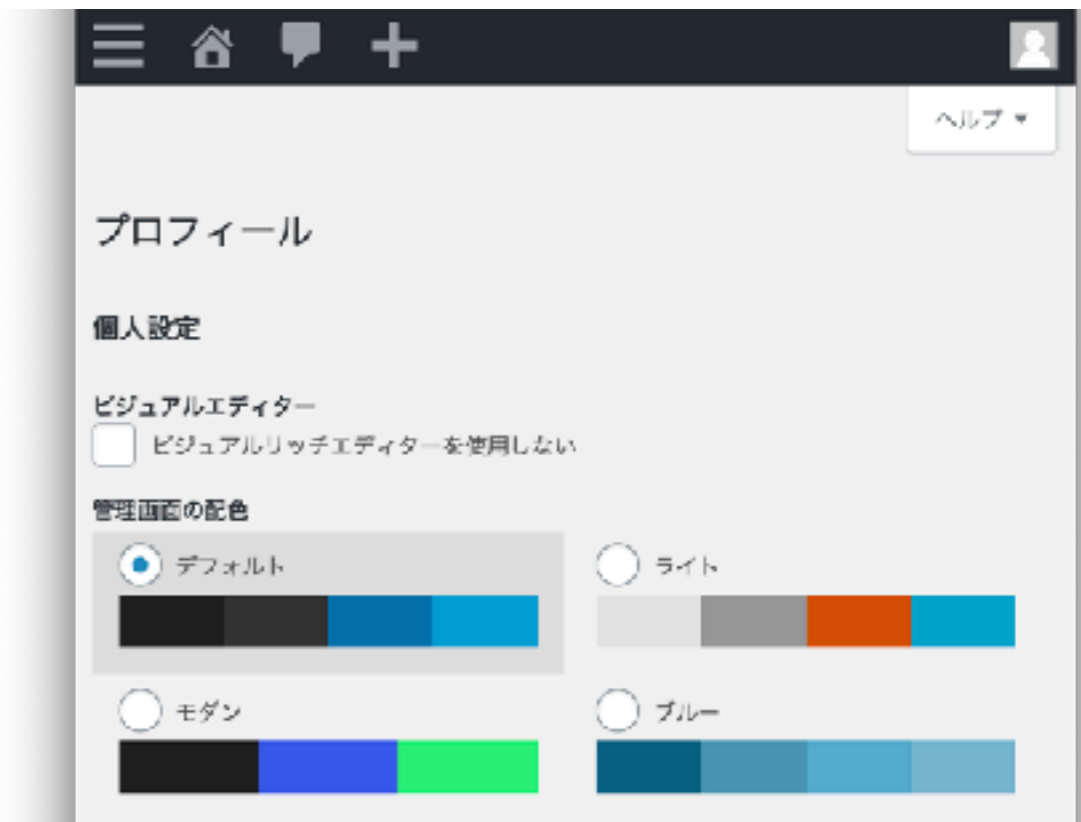 ヘルプ ▼
プロフィール
個人設定
ビジュアルエディター
ビジュアルリッチエディターを使用しない
管理画面の配色
デフォルト
ライト
モダン
ブルー